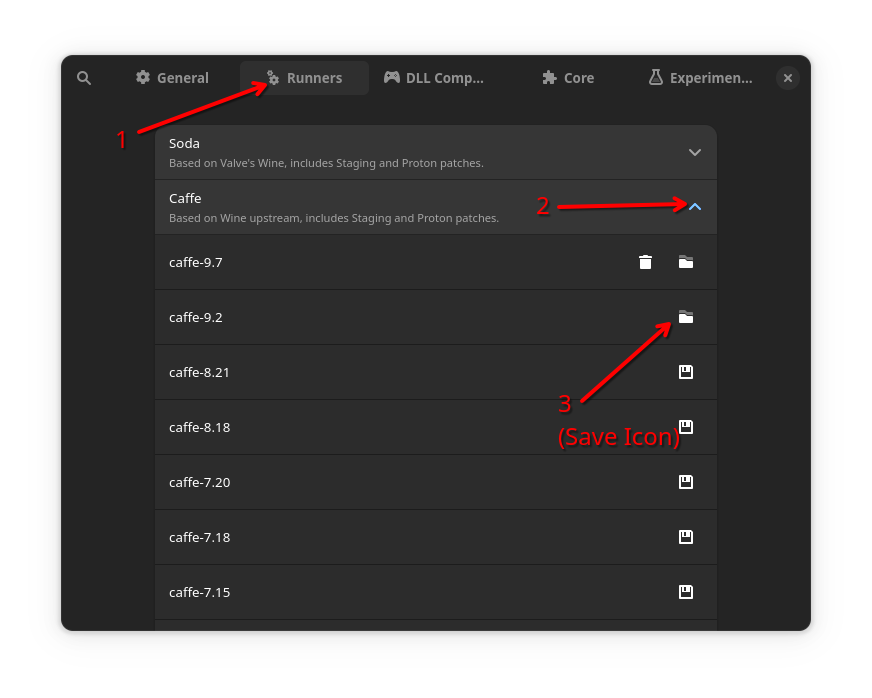 General
Runners
DLL Comp...
Core
Experimen...
1
Soda
Based on Valve's Wine, includes Staging and Proton patches.
Caffe
Based on Wine upstream, includes Staging and Proton patches.
2
caffe-9.7
caffe-9.2
caffe-8.21
3
(Save Icon)
caffe-8.18
caffe-7.20
caffe-7.18
caffe-7.15